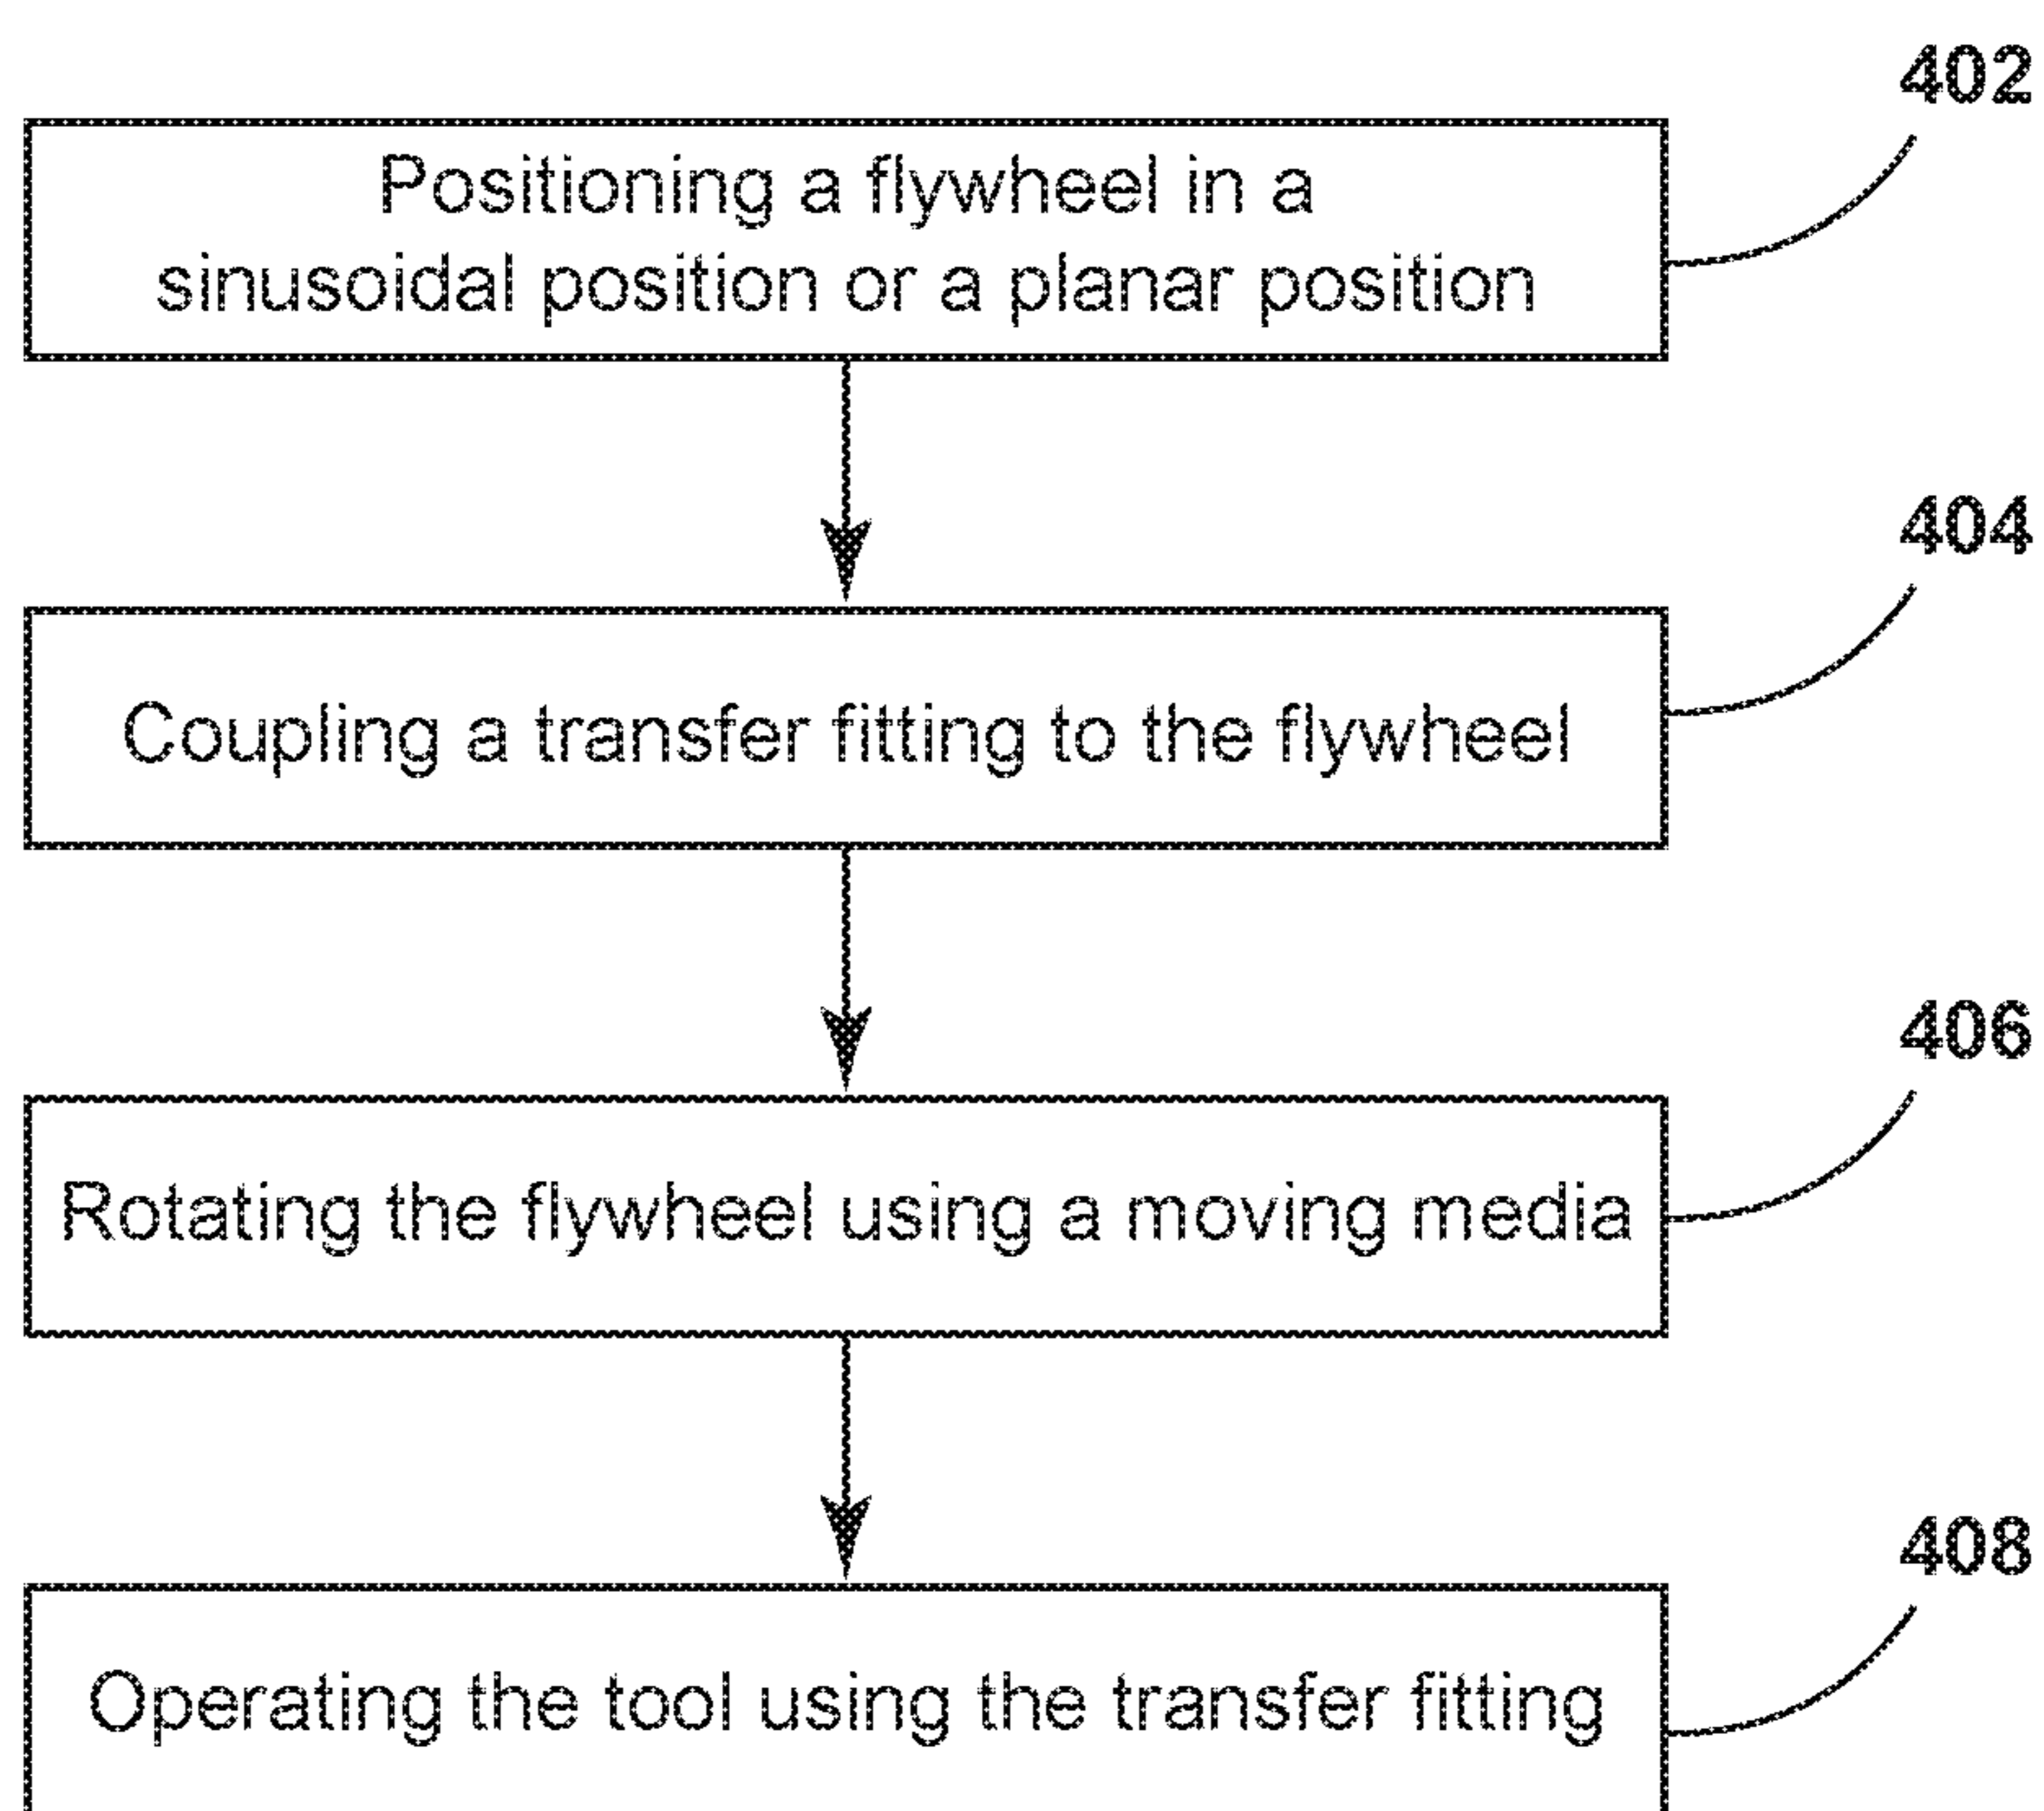 402
Positioning a flywheel in a
sinusoidal position or a planar position
404
Coupling a transfer fitting to the flywheel
406
Rotating the flywheel using a moving media
408
Operating the tool using the transfer fitting